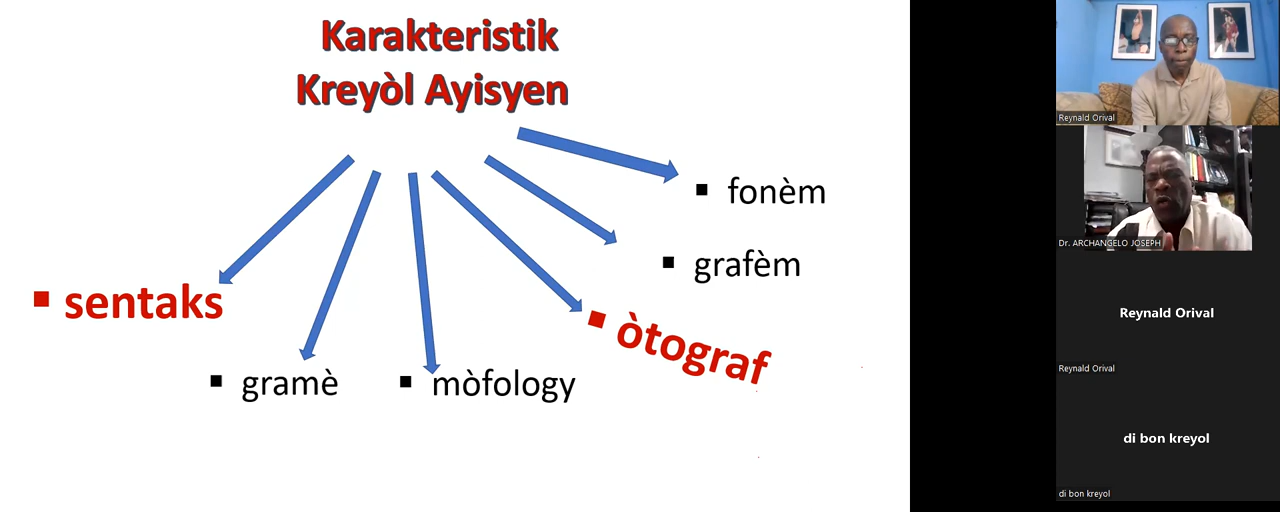 Karakteristik
Kreyòl Ayisyen
▪ fonèm
▪ grafèm
▪ sentaks
▪ òtograf
▪ gramè
▪ mòfology
Reynald Orival
Dr. ARCHANGELO JOSEPH
Reynald Orival
Reynald Orival
di bon kreyol
di bon kreyol